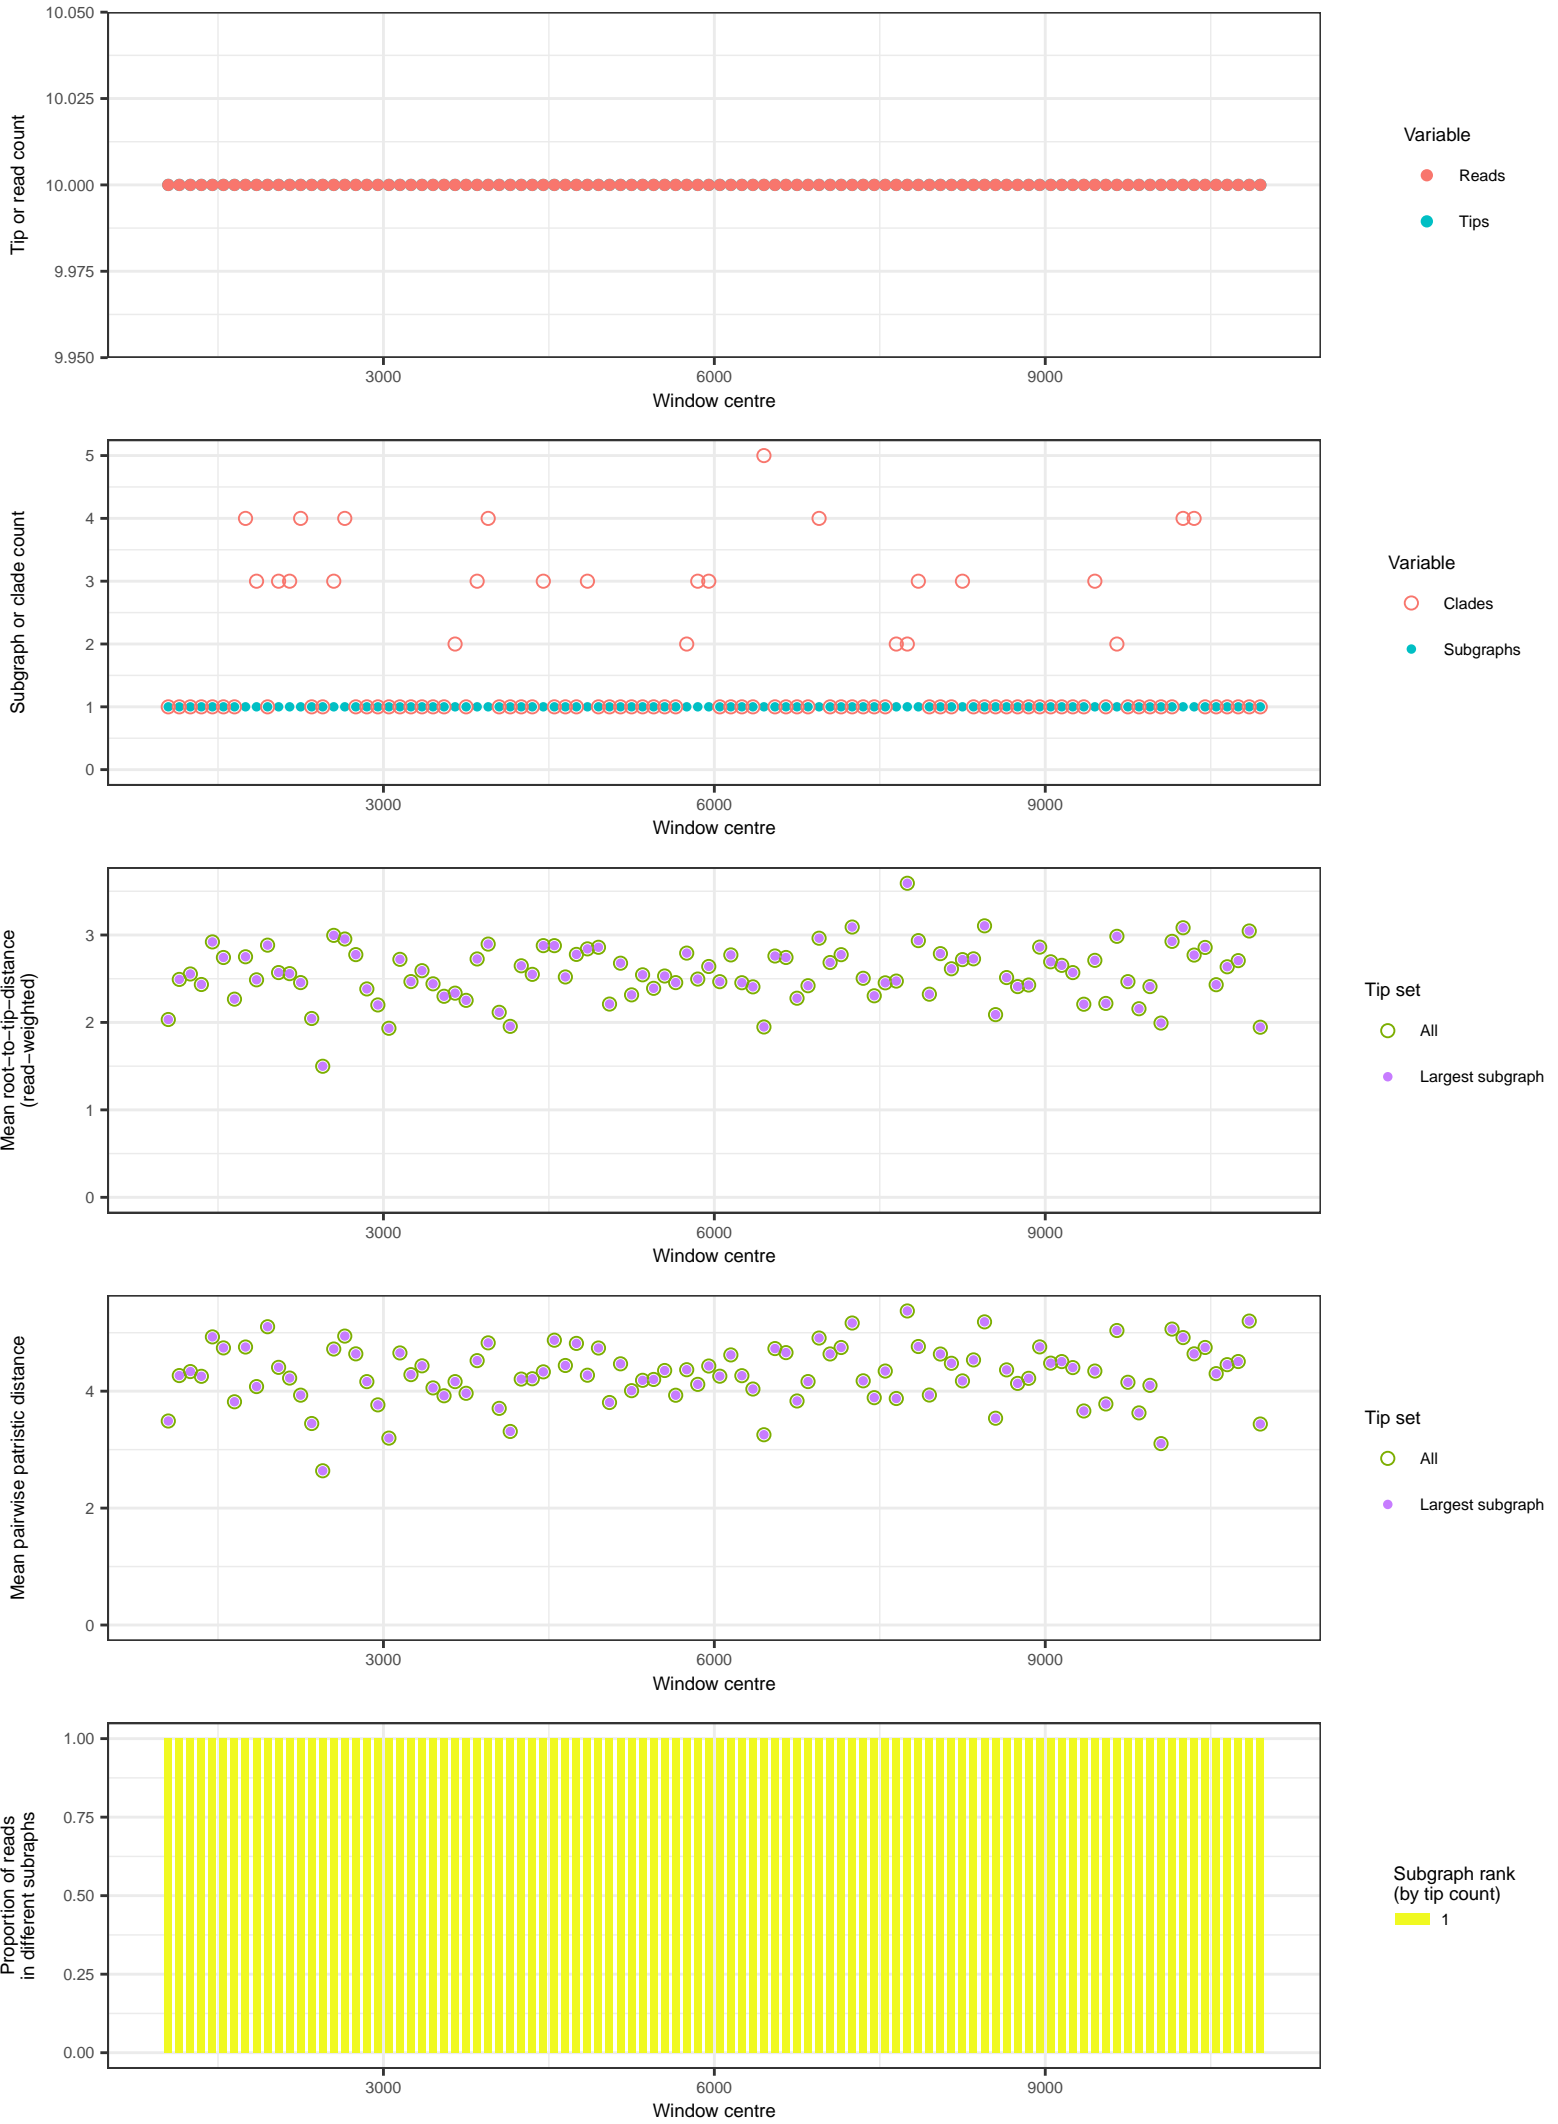 10.050
10.025
10.000
9.975
9.950
Tip or read count
3000
6000
9000
Window centre
Variable
Reads
Tips
5
4
3
2
1
0
Subgraph or clade count
3000
6000
9000
Window centre
Variable
Clades
Subgraphs
3
2
1
0
Mean root−to−tip−distance
(read−weighted)
3000
6000
9000
Window centre
Tip set
All
Largest subgraph
4
2
0
Mean pairwise patristic distance
3000
6000
9000
Window centre
Tip set
All
Largest subgraph
1.00
0.75
0.50
0.25
0.00
Proportion of reads
in different subraphs
3000
6000
9000
Window centre
Subgraph rank
(by tip count)
1